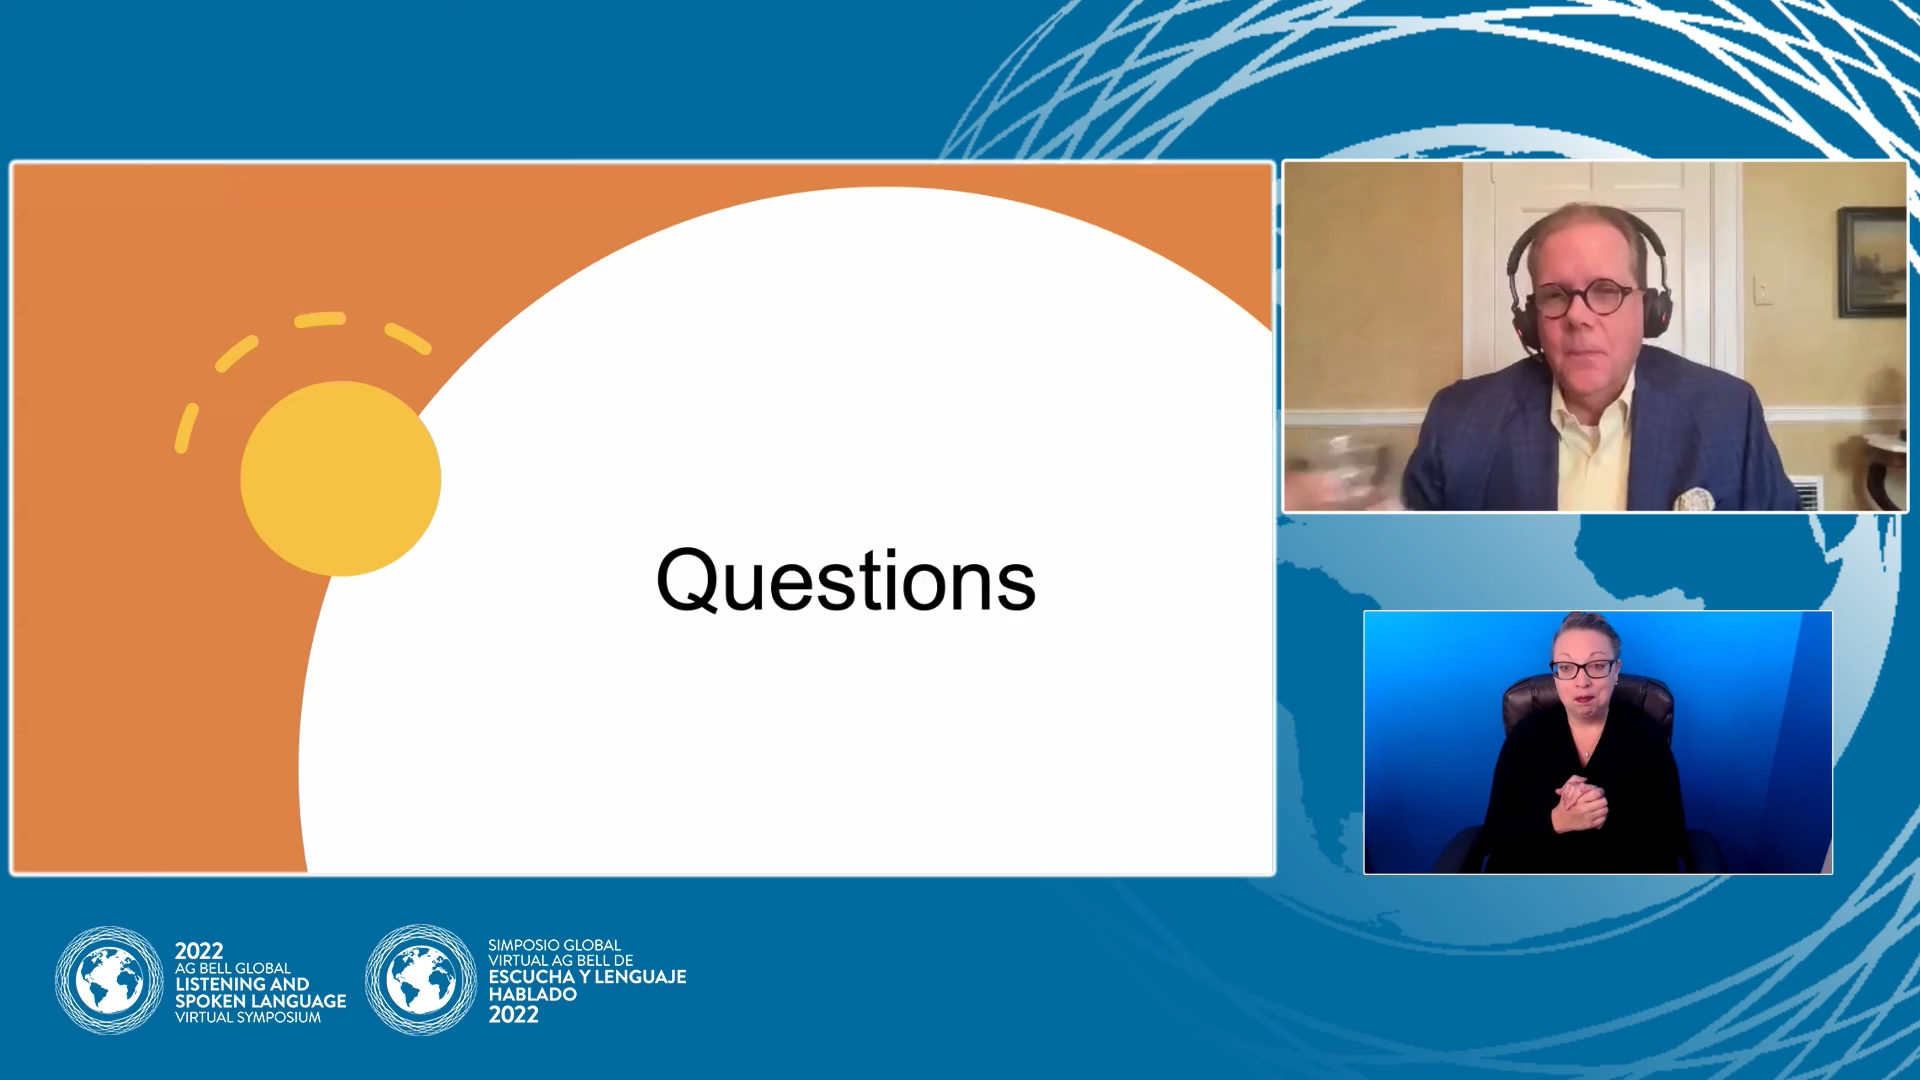 Questions
2022
AG BELL GLOBAL
LISTENING AND
SPOKEN LANGUAGE
VIRTUAL SYMPOSIUM
SIMPOSIO GLOBAL
VIRTUAL AG BELL DE
ESCUCHA Y LENGUAJE
HABLADO
2022